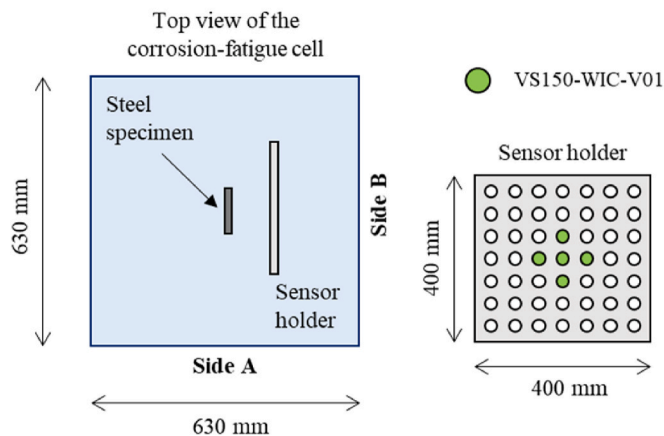 Top view of the
corrosion-fatigue cell
Steel
specimen
630 mm
Side B
Sensor
holder
Side A
630 mm
VS150-WIC-V01
Sensor holder
400 mm
400 mm